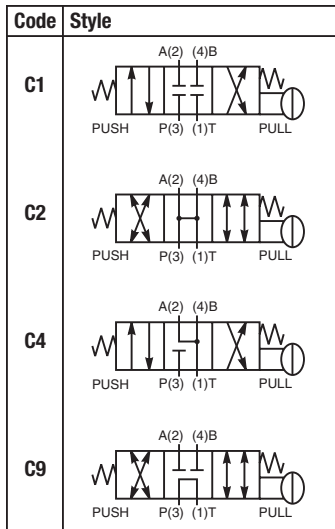 Code Style
A(2) (4)B
C1
PUSH P(3) (1)T PULL
A(2) (4)B
C2
PUSH P(3) (1)T PULL
A(2) (4)B
C4
PUSH P(3) (1)T PULL
A(2) (4)B
C9
PUSH P(3) (1)T PULL